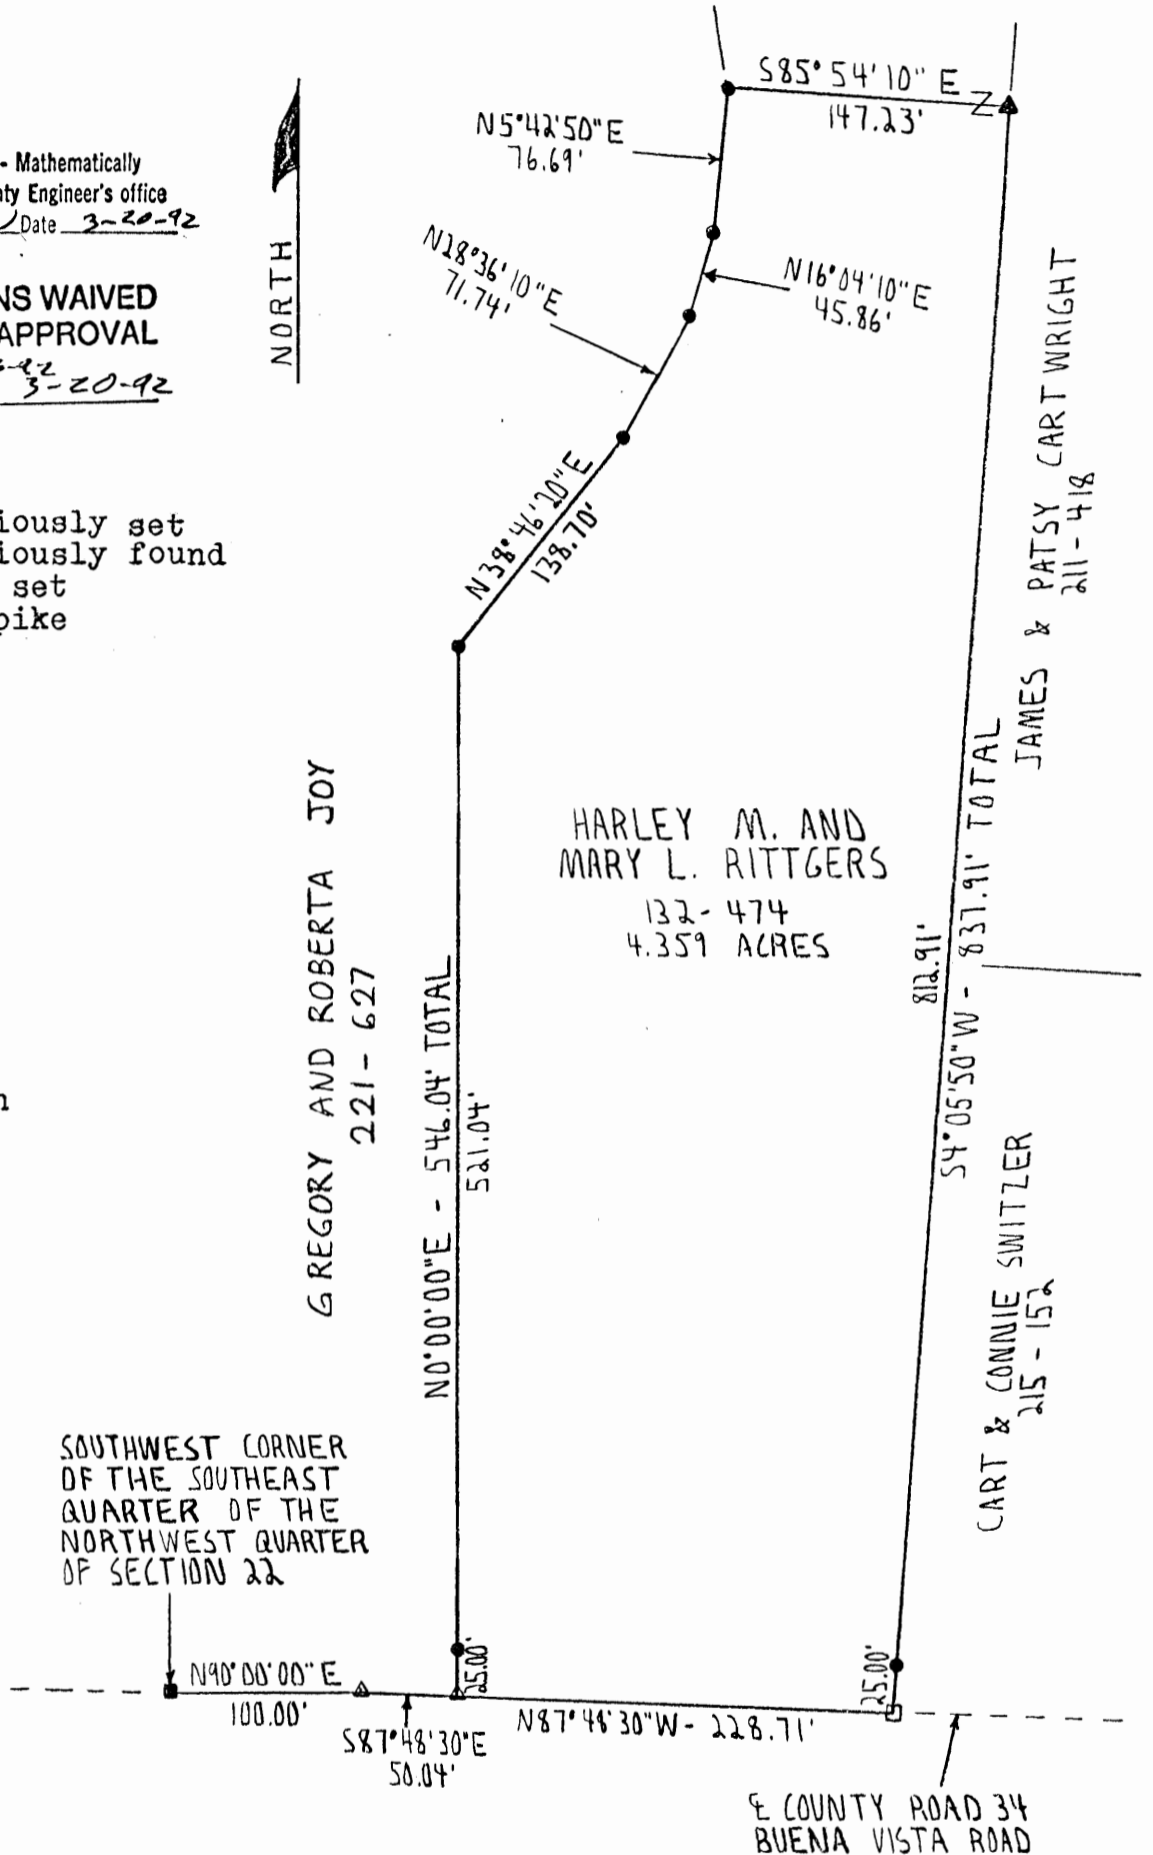 - Mathematically
nty Engineer's office
Date 3-20-92
NS WAIVED
APPROVAL
3-20-92
NORTH
iously set
iously found
set
pike
n
S85°54'10"E
147.23'
N5°42'50"E
76.69'
N16°04'10"E
45.86'
N28°36'10"E
71.74'
N38°46'20"E
138.70'
JAMES & PATSY CARTWRIGHT
211-418
HARLEY M. AND
MARY L. RITTGERS
132-474
4.359 ACRES
GREGORY AND ROBERTA JOY
221-627
N0°00'00"E - 546.04' TOTAL
521.04'
812.91'
S4°05'50"W - 837.91' TOTAL
CART & CONNIE SWITZER
215-152
SOUTHWEST CORNER
OF THE SOUTHEAST
QUARTER OF THE
NORTHWEST QUARTER
OF SECTION 22
N90°00'00"E
100.00'
S87°48'30"E
50.04'
25.00'
N87°48'30"W - 228.71'
25.00'
℄ COUNTY ROAD 34
BUENA VISTA ROAD